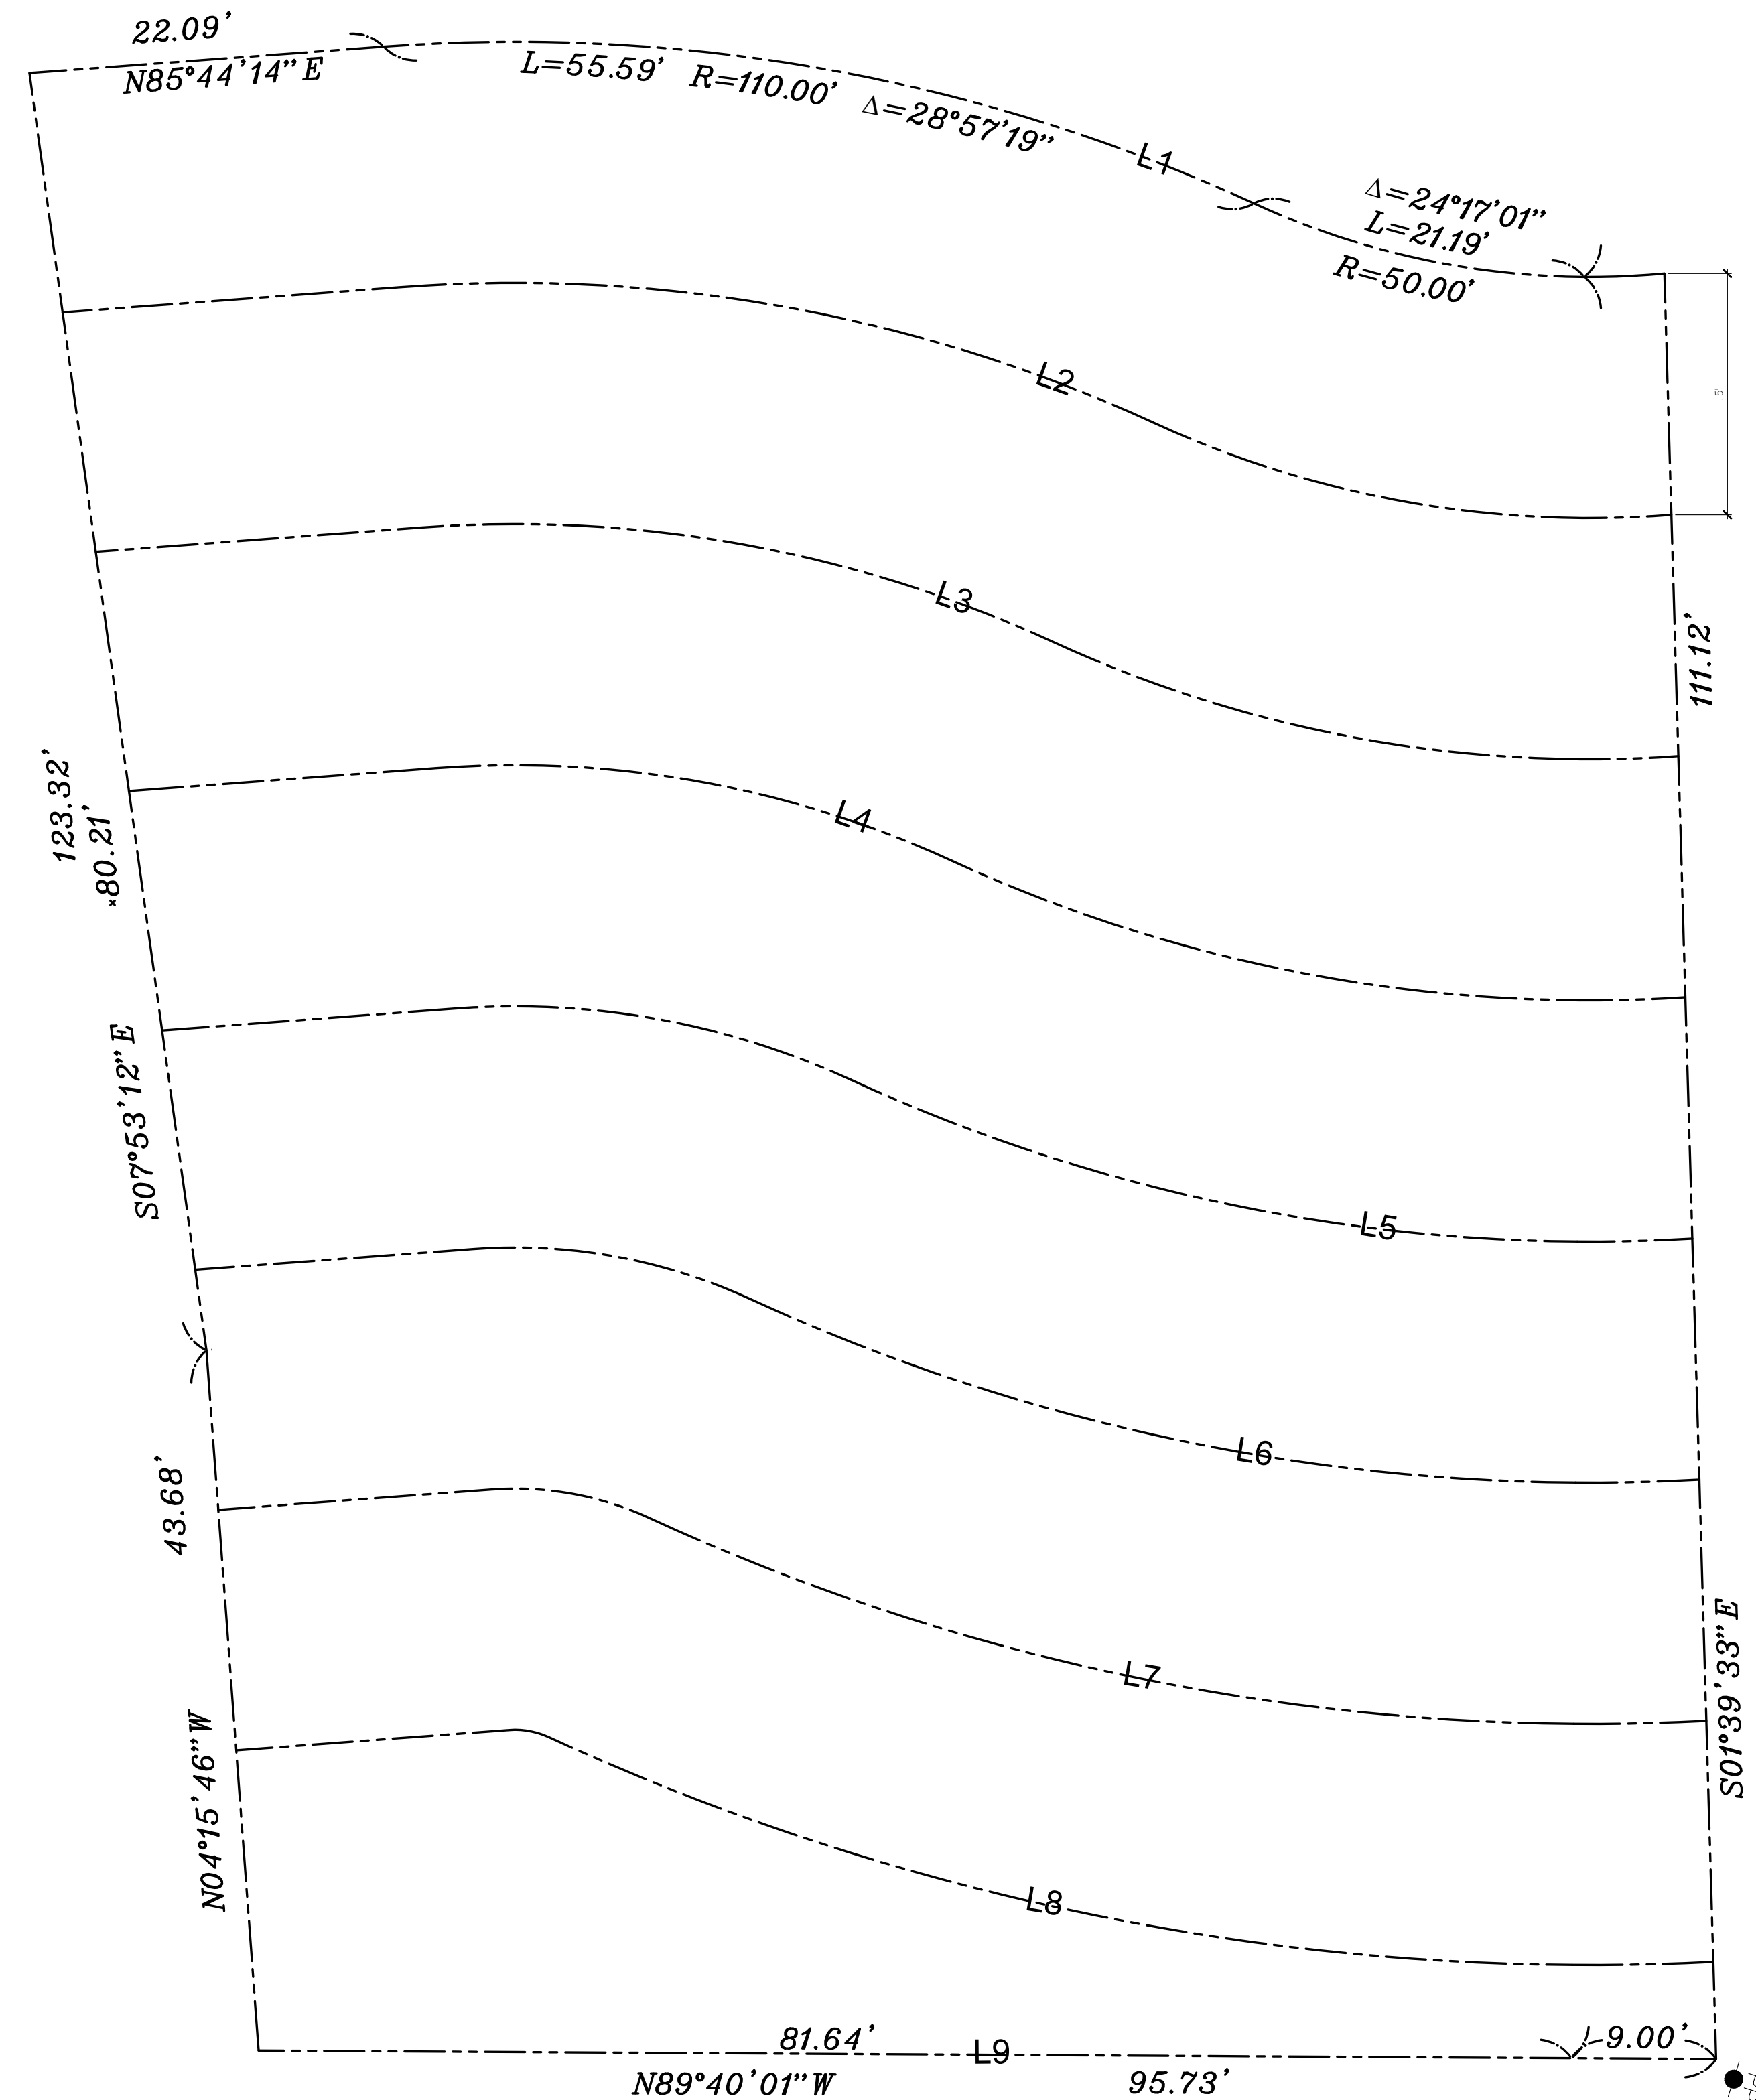 22.09'
N85°44'14" E
L=55.59' R=110.00' Δ=28°57'19"
L1
Δ=24°17'01"
L=21.19'
R=50.00'
15'
L2
L3
111.12'
123.32'
×80.21'
L4
S07°53'12" E
L5
L6
43.68'
L7
S01°39'33" E
N04°15'46" W
L8
81.64'
L9
9.00'
N89°40'01" W
95.73'